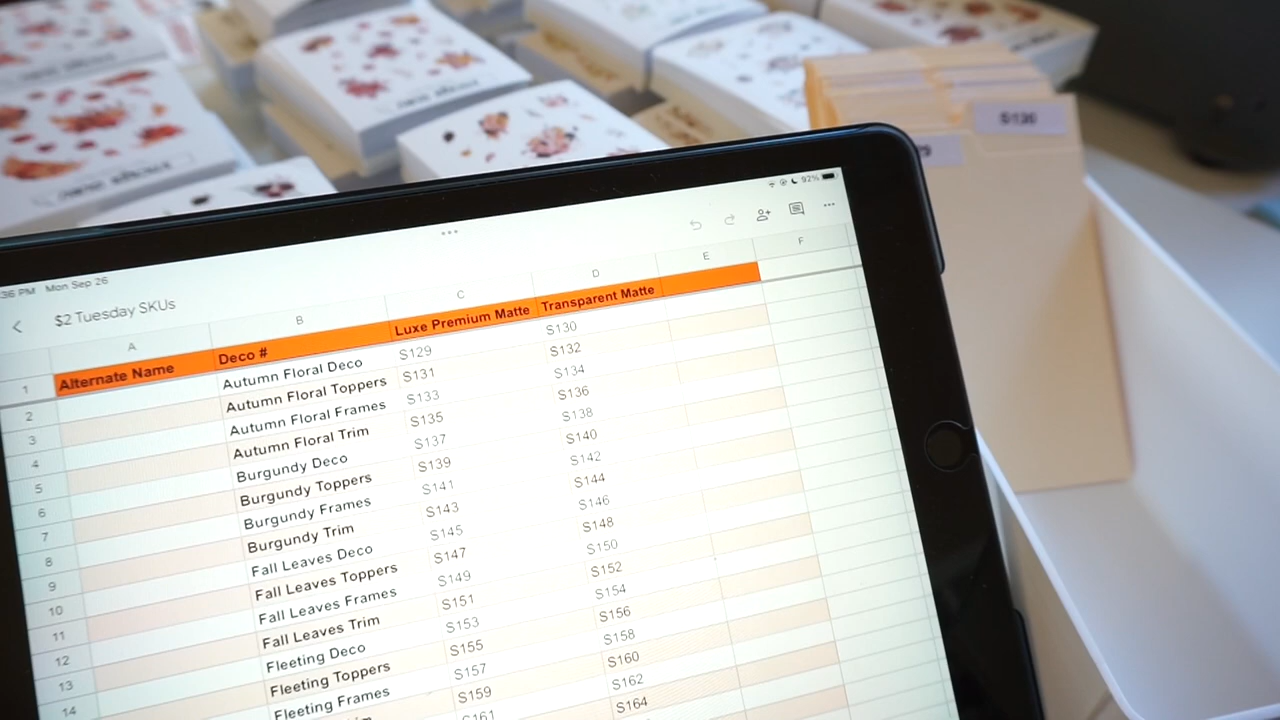 S130
92%
36 PM Mon Sep 26
$2 Tuesday SKUs
A B C D E F
1 Alternate Name Deco # Luxe Premium Matte Transparent Matte
2 Autumn Floral Deco S129 S130
3 Autumn Floral Toppers S131 S132
4 Autumn Floral Frames S133 S134
5 Autumn Floral Trim S135 S136
6 Burgundy Deco S137 S138
7 Burgundy Toppers S139 S140
8 Burgundy Frames S141 S142
9 Burgundy Trim S143 S144
10 Fall Leaves Deco S145 S146
11 Fall Leaves Toppers S147 S148
12 Fall Leaves Frames S149 S150
13 Fall Leaves Trim S151 S152
14 Fleeting Deco S153 S154
Fleeting Toppers S155 S156
Fleeting Frames S157 S158
S159 S160
S161 S162
S164